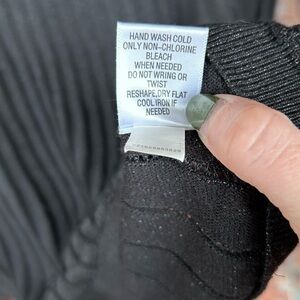 HAND WASH COLD
ONLY NON-CHLORINE
BLEACH
WHEN NEEDED
DO NOT WRING OR
TWIST
RESHAPE,DRY FLAT
COOL IRON IF
NEEDED